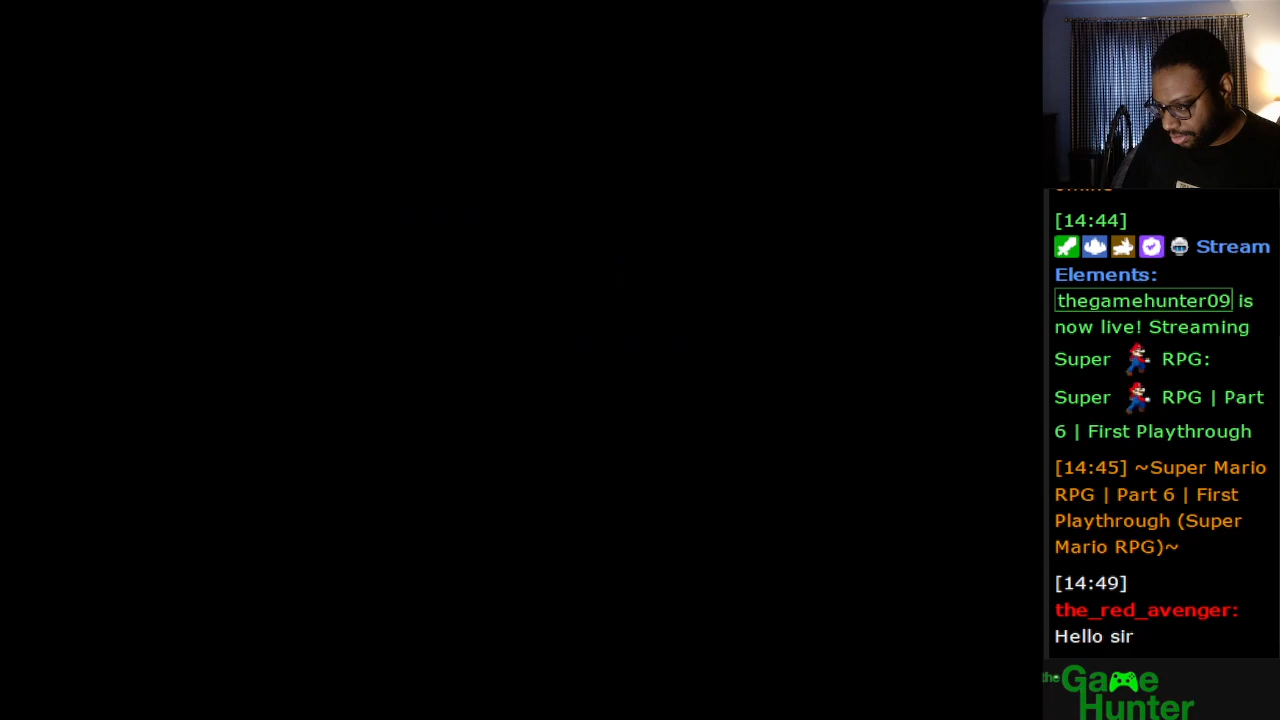 [14:44]
Stream
Elements:
thegamehunter09 is
now live! Streaming
Super RPG:
Super RPG | Part
6 | First Playthrough
[14:45] ~Super Mario
RPG | Part 6 | First
Playthrough (Super
Mario RPG)~
[14:49]
the_red_avenger:
Hello sir
the Game
Hunter